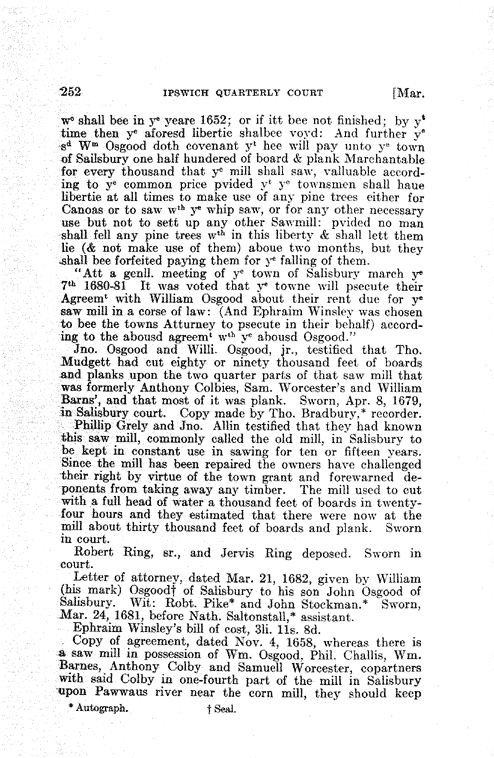 252 IPSWICH QUARTERLY COURT [Mar.
wᶜ shall bee in yᵉ yeare 1652; or if itt bee not finished; by yᵗ
time then yᵉ aforesd libertie shalbee voyd: And further yᵉ
sᵈ Wᵐ Osgood doth covenant yᵗ hee will pay unto yᵉ town
of Sailsbury one half hundered of board & plank Marchantable
for every thousand that yᵉ mill shall saw, valluable accord-
ing to yᵉ common price pvided yᵗ yᵉ townsmen shall haue
libertie at all times to make use of any pine trees either for
Canoas or to saw wᵗʰ yᵉ whip saw, or for any other necessary
use but not to sett up any other Sawmill: pvided no man
shall fell any pine trees wᵗʰ in this liberty & shall lett them
lie (& not make use of them) aboue two months, but they
shall bee forfeited paying them for yᵉ falling of them.
"Att a genll. meeting of yᵉ town of Salisbury march yᵉ
7ᵗʰ 1680-81 It was voted that yᵉ towne will psecute their
Agreemᵗ with William Osgood about their rent due for yᵉ
saw mill in a corse of law: (And Ephraim Winsley was chosen
to bee the towns Atturney to psecute in their behalf) accord-
ing to the abousd agreemᵗ wᵗʰ yᵉ abousd Osgood."
Jno. Osgood and Willi. Osgood, jr., testified that Tho.
Mudgett had cut eighty or ninety thousand feet of boards
and planks upon the two quarter parts of that saw mill that
was formerly Anthony Colbies, Sam. Worcester's and William
Barns', and that most of it was plank. Sworn, Apr. 8, 1679,
in Salisbury court. Copy made by Tho. Bradbury,* recorder.
Phillip Grely and Jno. Allin testified that they had known
this saw mill, commonly called the old mill, in Salisbury to
be kept in constant use in sawing for ten or fifteen years.
Since the mill has been repaired the owners have challenged
their right by virtue of the town grant and forewarned de-
ponents from taking away any timber. The mill used to cut
with a full head of water a thousand feet of boards in twenty-
four hours and they estimated that there were now at the
mill about thirty thousand feet of boards and plank. Sworn
in court.
Robert Ring, sr., and Jervis Ring deposed. Sworn in
court.
Letter of attorney, dated Mar. 21, 1682, given by William
(his mark) Osgood† of Salisbury to his son John Osgood of
Salisbury. Wit: Robt. Pike* and John Stockman.* Sworn,
Mar. 24, 1681, before Nath. Saltonstall,* assistant.
Ephraim Winsley's bill of cost, 3li. 11s. 8d.
Copy of agreement, dated Nov. 4, 1658, whereas there is
a saw mill in possession of Wm. Osgood, Phil. Challis, Wm.
Barnes, Anthony Colby and Samuell Worcester, copartners
with said Colby in one-fourth part of the mill in Salisbury
upon Pawwaus river near the corn mill, they should keep
* Autograph. † Seal.